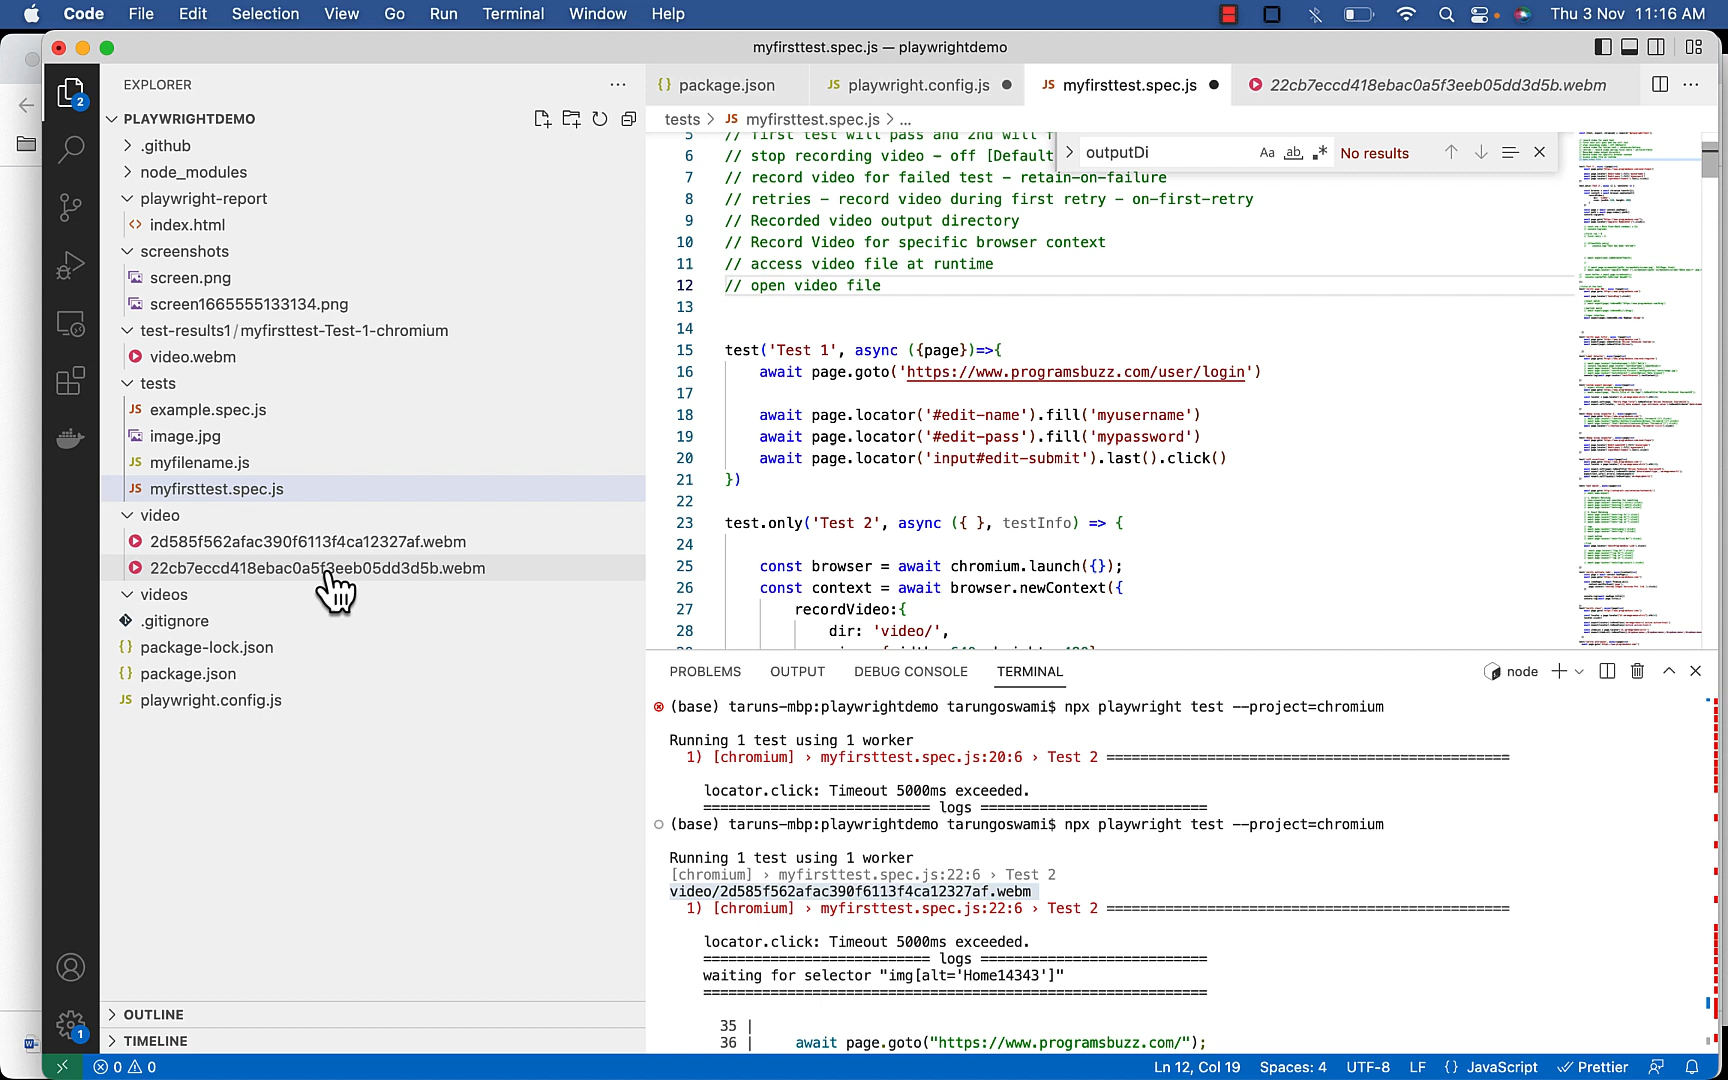 Code File Edit Selection View Go Run Terminal Window Help Thu 3 Nov 11:16 AM
myfirsttest.spec.js — playwrightdemo
EXPLORER
PLAYWRIGHTDEMO
.github
node_modules
playwright-report
index.html
screenshots
screen.png
screen1665555133134.png
test-results1/myfirsttest-Test-1-chromium
video.webm
tests
example.spec.js
image.jpg
myfilename.js
myfirsttest.spec.js
video
2d585f562afac390f6113f4ca12327af.webm
22cb7eccd418ebac0a5f3eeb05dd3d5b.webm
videos
.gitignore
package-lock.json
package.json
playwright.config.js
OUTLINE
TIMELINE
2
1
{} package.json JS playwright.config.js JS myfirsttest.spec.js 22cb7eccd418ebac0a5f3eeb05dd3d5b.webm
tests > JS myfirsttest.spec.js > ...
outputDi Aa ab .* No results
5 // first test will pass and 2nd will f
6 // stop recording video – off [Default
7 // record video for failed test – retain-on-failure
8 // retries – record video during first retry – on-first-retry
9 // Recorded video output directory
10 // Record Video for specific browser context
11 // access video file at runtime
12 // open video file
13
14
15 test('Test 1', async ({page})=>{
16 await page.goto('https://www.programsbuzz.com/user/login')
17
18 await page.locator('#edit-name').fill('myusername')
19 await page.locator('#edit-pass').fill('mypassword')
20 await page.locator('input#edit-submit').last().click()
21 })
22
23 test.only('Test 2', async ({ }, testInfo) => {
24
25 const browser = await chromium.launch({});
26 const context = await browser.newContext({
27 recordVideo:{
28 dir: 'video/',
PROBLEMS OUTPUT DEBUG CONSOLE TERMINAL node
(base) taruns-mbp:playwrightdemo tarungoswami$ npx playwright test --project=chromium
Running 1 test using 1 worker
1) [chromium] › myfirsttest.spec.js:20:6 › Test 2 ===============================================
locator.click: Timeout 5000ms exceeded.
========================== logs ==========================
(base) taruns-mbp:playwrightdemo tarungoswami$ npx playwright test --project=chromium
Running 1 test using 1 worker
[chromium] › myfirsttest.spec.js:22:6 › Test 2
video/2d585f562afac390f6113f4ca12327af.webm
1) [chromium] › myfirsttest.spec.js:22:6 › Test 2 ===============================================
locator.click: Timeout 5000ms exceeded.
========================== logs ==========================
waiting for selector "img[alt='Home14343']"
==========================================================
35 |
36 | await page.goto("https://www.programsbuzz.com/");
0 0 Ln 12, Col 19 Spaces: 4 UTF-8 LF {} JavaScript Prettier